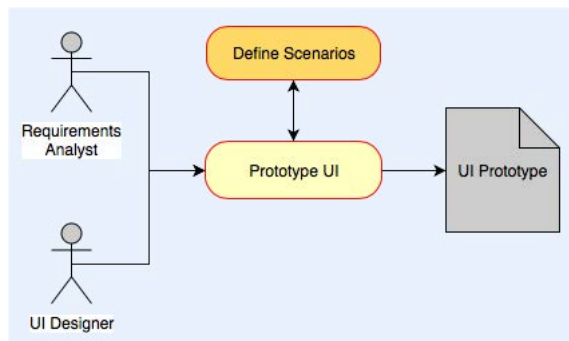 Define Scenarios
Requirements
Analyst
Prototype UI
UI Prototype
UI Designer